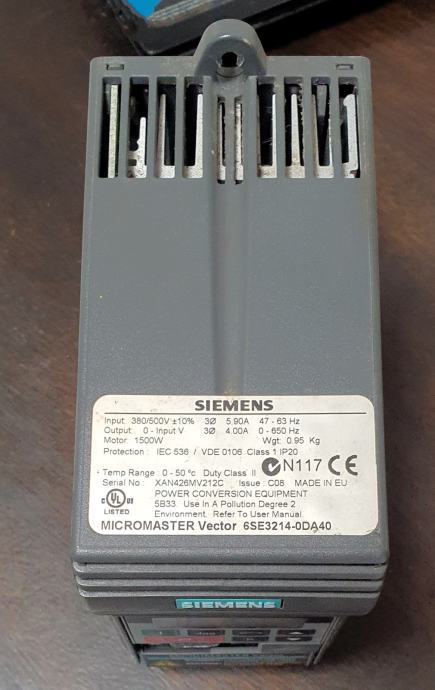 SIEMENS
Input: 380/500V ±10% 3Ø 5.90A 47 - 63 Hz
Output: 0 - Input V 3Ø 4.00A 0 - 650 Hz
Motor: 1500W Wgt: 0.95 Kg
Protection: IEC 536 / VDE 0106 Class 1 IP20
N117 CE
Temp Range: 0 - 50°c Duty Class II
Serial No: XAN426MV212C Issue: C08 MADE IN EU
POWER CONVERSION EQUIPMENT
c UL us 5B33. Use In A Pollution Degree 2
LISTED Environment. Refer To User Manual.
MICROMASTER Vector 6SE3214-0DA40
SIEMENS